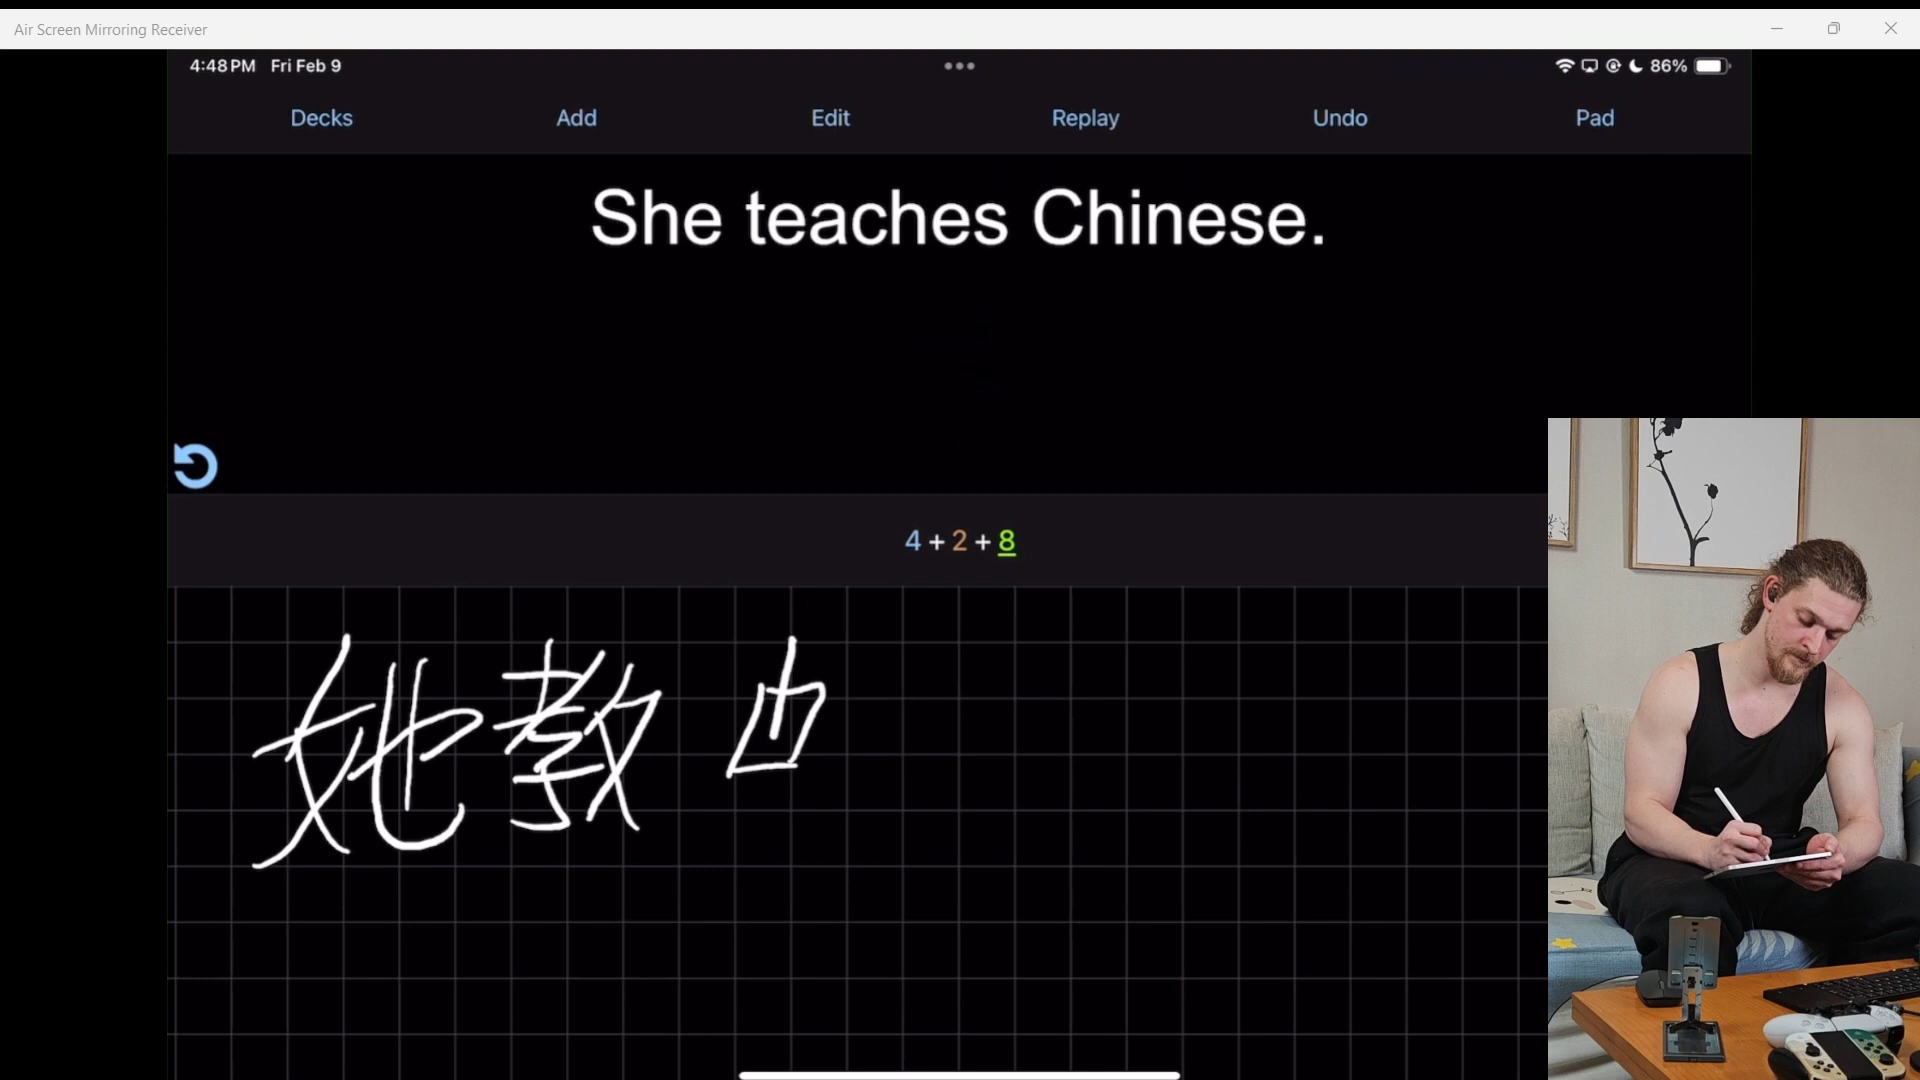 Air Screen Mirroring Receiver
4:48 PM Fri Feb 9
86%
Decks Add Edit Replay Undo Pad
She teaches Chinese.
4 + 2 + 8
她教